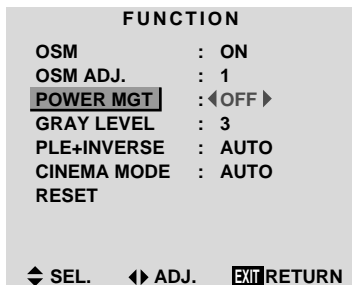 FUNCTION
OSM : ON
OSM ADJ. : 1
POWER MGT : OFF
GRAY LEVEL : 3
PLE+INVERSE : AUTO
CINEMA MODE : AUTO
RESET
SEL. ADJ. EXIT RETURN